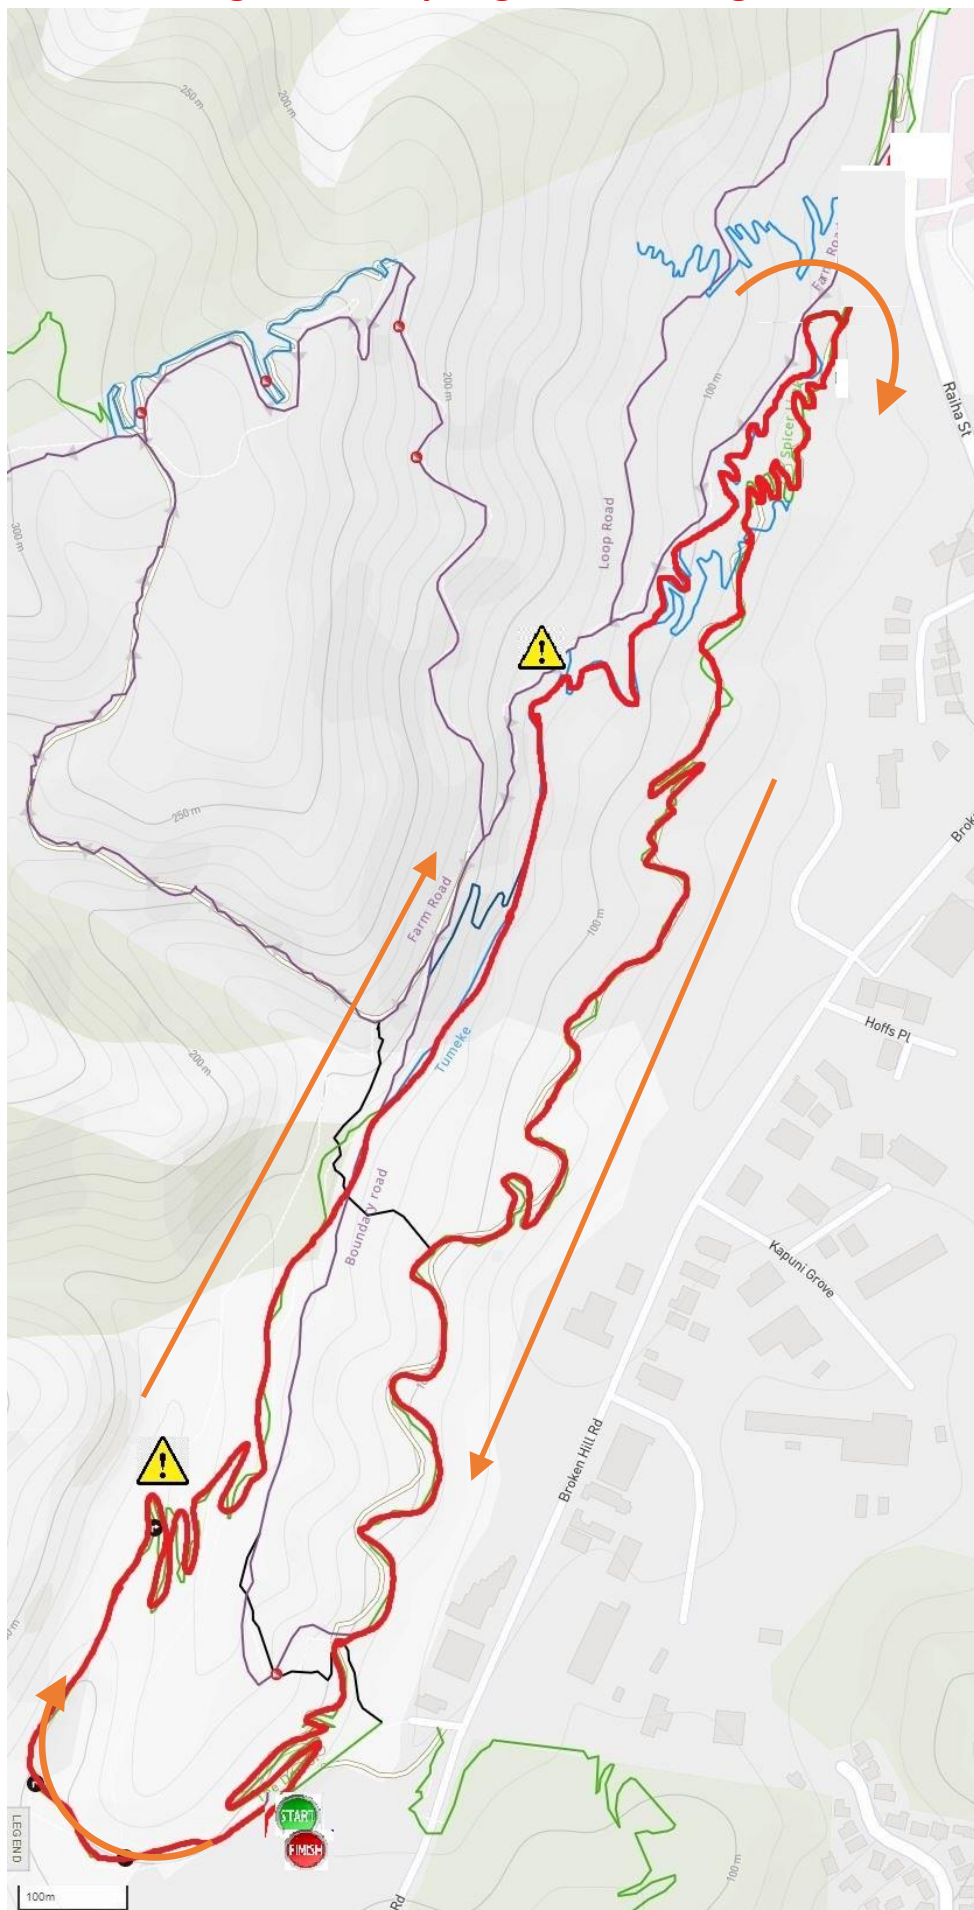 250 m
200 m
Farm Road
Raiha St
200 m
100 m
Spicer
300 m
Loop Road
250 m
Farm Road
100 m
Hoffs Pl
Tumeke
200 m
Boundary road
Kapuni Grove
Broken Hill Rd
START
FINISH
LEGEND
100m
100 m
Rd